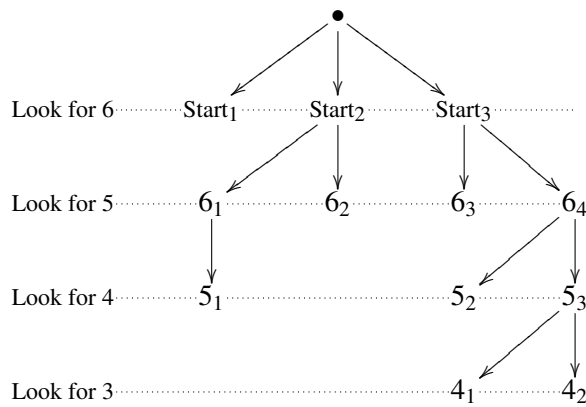 Look for 6 Start₁ Start₂ Start₃
Look for 5 6₁ 6₂ 6₃ 6₄
Look for 4 5₁ 5₂ 5₃
Look for 3 4₁ 4₂